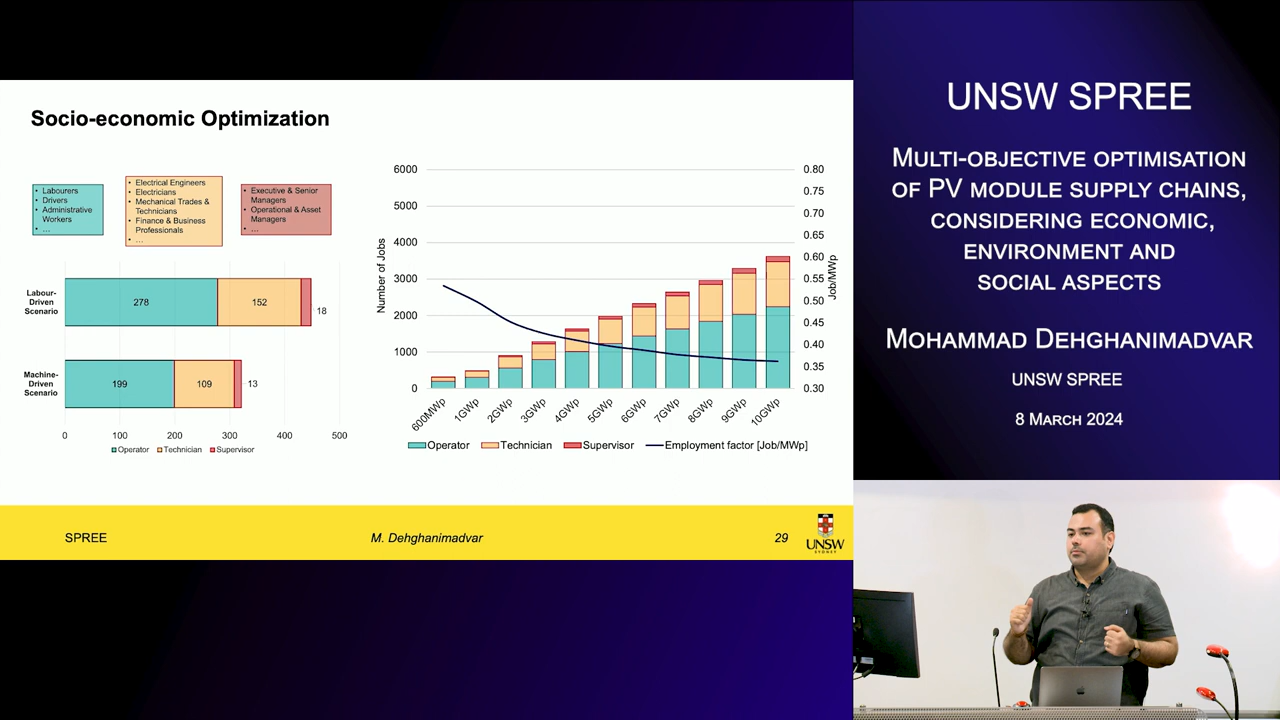 Socio-economic Optimization
• Labourers
• Drivers
• Administrative
Workers
• ...
• Electrical Engineers
• Electricians
• Mechanical Trades &
Technicians
• Finance & Business
Professionals
• ...
• Executive & Senior
Managers
• Operational & Asset
Managers
• ...
Labour-
Driven
Scenario
278
152
18
Machine-
Driven
Scenario
199
109
13
0 100 200 300 400 500
Operator Technician Supervisor
Number of Jobs
6000
5000
4000
3000
2000
1000
0
0.80
0.75
0.70
0.65
0.60
0.55
0.50
0.45
0.40
0.35
0.30
Job/MWp
600MWp 1GWp 2GWp 3GWp 4GWp 5GWp 6GWp 7GWp 8GWp 9GWp 10GWp
Operator Technician Supervisor Employment factor [Job/MWp]
SPREE
M. Dehghanimadvar
29
UNSW
SYDNEY
UNSW SPREE
MULTI-OBJECTIVE OPTIMISATION
OF PV MODULE SUPPLY CHAINS,
CONSIDERING ECONOMIC,
ENVIRONMENT AND
SOCIAL ASPECTS
MOHAMMAD DEHGHANIMADVAR
UNSW SPREE
8 MARCH 2024